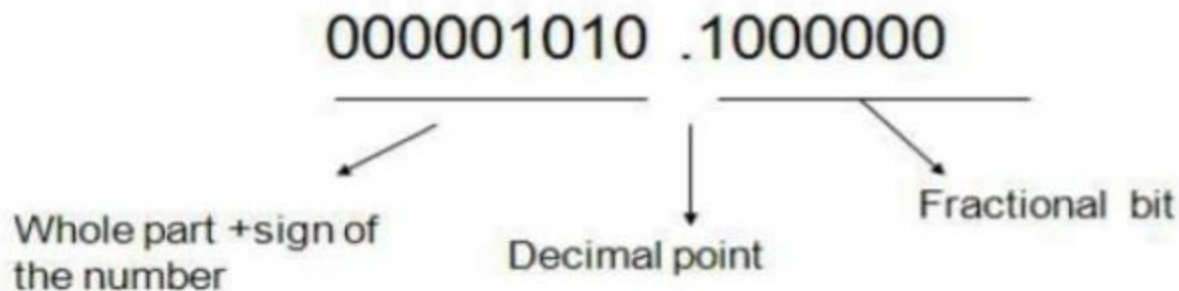 000001010 .1000000
Fractional bit
Whole part +sign of
the number
Decimal point